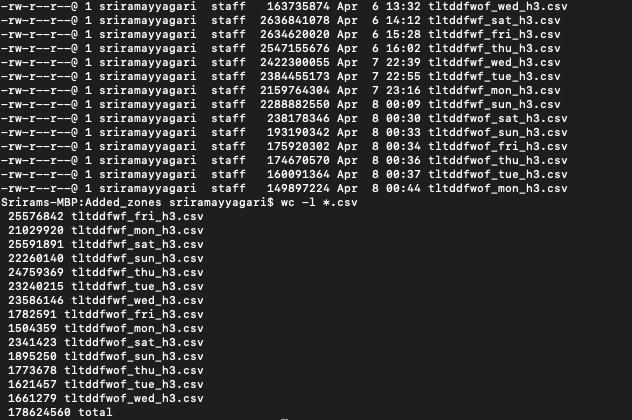 -rw-r--r--@ 1 sriramayyagari  staff   163735874 Apr  6 13:32 tltddfwof_wed_h3.csv
-rw-r--r--@ 1 sriramayyagari  staff  2636841078 Apr  6 14:12 tltddfwf_sat_h3.csv
-rw-r--r--@ 1 sriramayyagari  staff  2634620020 Apr  6 15:28 tltddfwf_fri_h3.csv
-rw-r--r--@ 1 sriramayyagari  staff  2547155676 Apr  6 16:02 tltddfwf_thu_h3.csv
-rw-r--r--@ 1 sriramayyagari  staff  2422300055 Apr  7 22:39 tltddfwf_wed_h3.csv
-rw-r--r--@ 1 sriramayyagari  staff  2384455173 Apr  7 22:55 tltddfwf_tue_h3.csv
-rw-r--r--@ 1 sriramayyagari  staff  2159764304 Apr  7 23:16 tltddfwf_mon_h3.csv
-rw-r--r--@ 1 sriramayyagari  staff  2288882550 Apr  8 00:09 tltddfwf_sun_h3.csv
-rw-r--r--@ 1 sriramayyagari  staff   238178346 Apr  8 00:30 tltddfwof_sat_h3.csv
-rw-r--r--@ 1 sriramayyagari  staff   193190342 Apr  8 00:33 tltddfwof_sun_h3.csv
-rw-r--r--@ 1 sriramayyagari  staff   175920302 Apr  8 00:34 tltddfwof_fri_h3.csv
-rw-r--r--@ 1 sriramayyagari  staff   174670570 Apr  8 00:36 tltddfwof_thu_h3.csv
-rw-r--r--@ 1 sriramayyagari  staff   160091364 Apr  8 00:37 tltddfwof_tue_h3.csv
-rw-r--r--@ 1 sriramayyagari  staff   149897224 Apr  8 00:44 tltddfwof_mon_h3.csv
Srirams-MBP:Added_zones sriramayyagari$ wc -l *.csv
 25576842 tltddfwf_fri_h3.csv
 21029920 tltddfwf_mon_h3.csv
 25591891 tltddfwf_sat_h3.csv
 22260140 tltddfwf_sun_h3.csv
 24759369 tltddfwf_thu_h3.csv
 23240215 tltddfwf_tue_h3.csv
 23586146 tltddfwf_wed_h3.csv
 1782591 tltddfwof_fri_h3.csv
 1504359 tltddfwof_mon_h3.csv
 2341423 tltddfwof_sat_h3.csv
 1895250 tltddfwof_sun_h3.csv
 1773678 tltddfwof_thu_h3.csv
 1621457 tltddfwof_tue_h3.csv
 1661279 tltddfwof_wed_h3.csv
 178624560 total